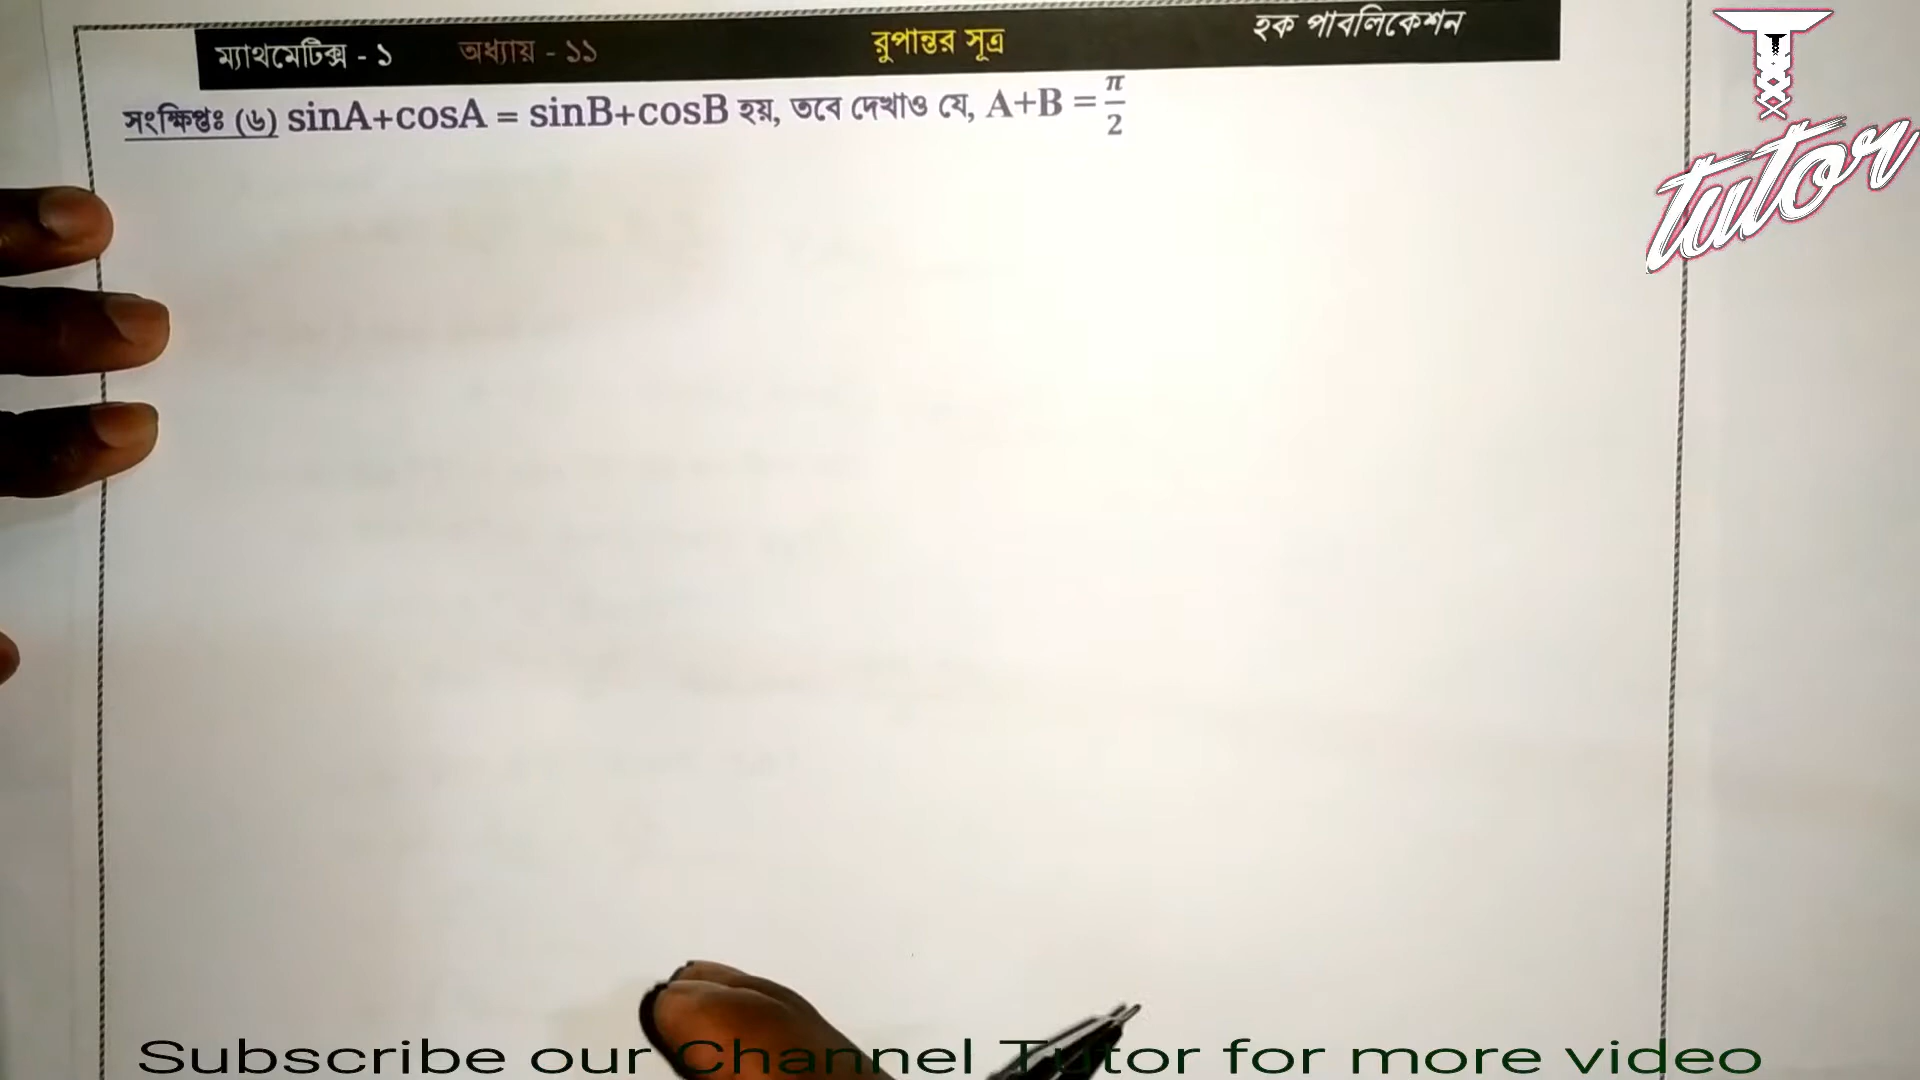 ম্যাথমেটিক্স - ১ অধ্যায় - ১১ রুপান্তর সূত্র হক পাবলিকেশন
সংক্ষিপ্তঃ (৬) sinA+cosA = sinB+cosB হয়, তবে দেখাও যে, A+B = π/2
T
tutor
Subscribe our Channel Tutor for more video